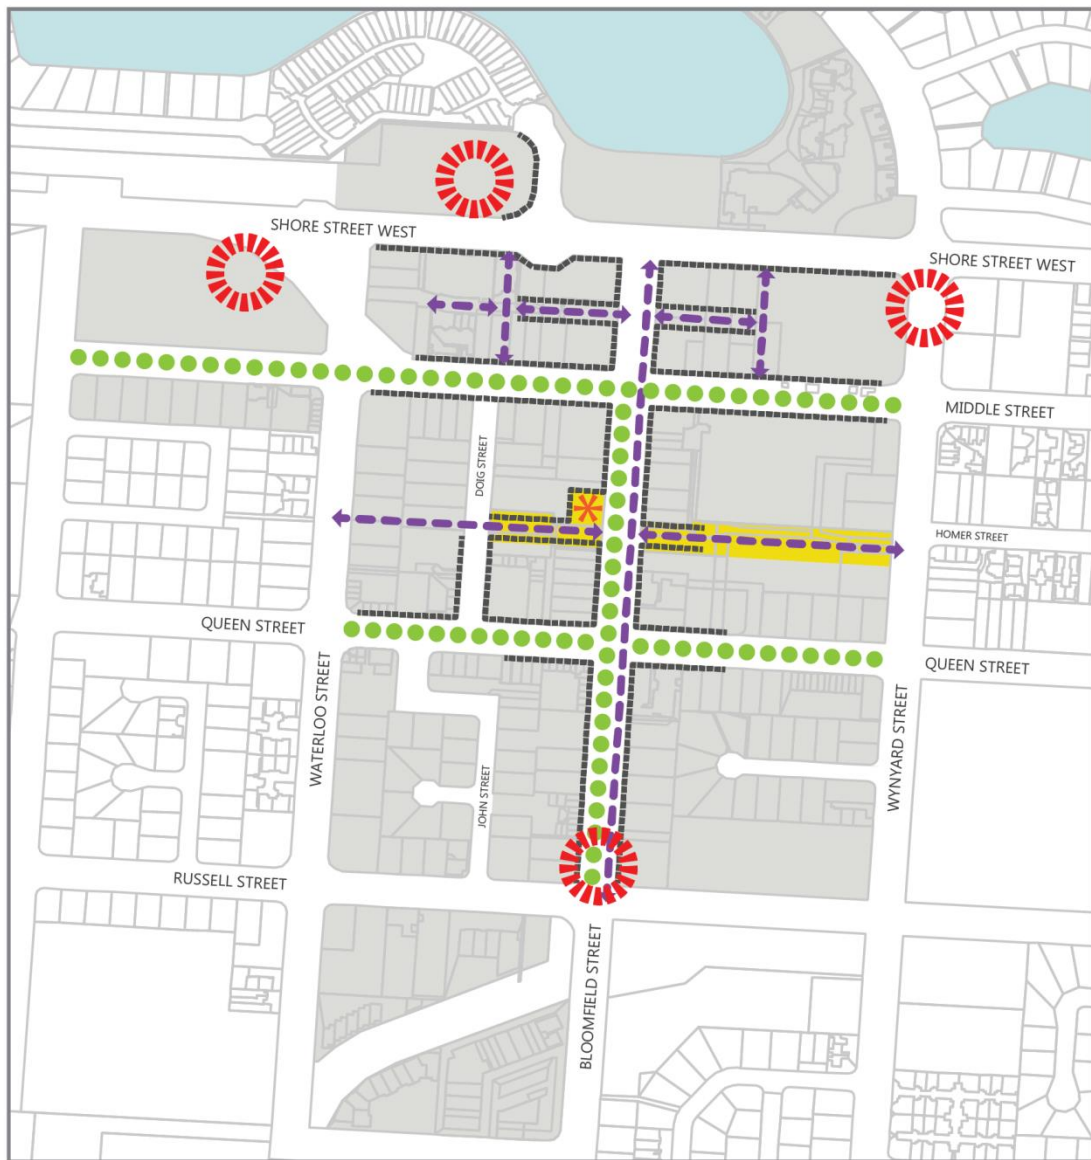 SHORE STREET WEST
SHORE STREET WEST
MIDDLE STREET
DOIG STREET
HOMER STREET
QUEEN STREET
QUEEN STREET
WATERLOO STREET
WYNYARD STREET
JOHN STREET
RUSSELL STREET
BLOOMFIELD STREET